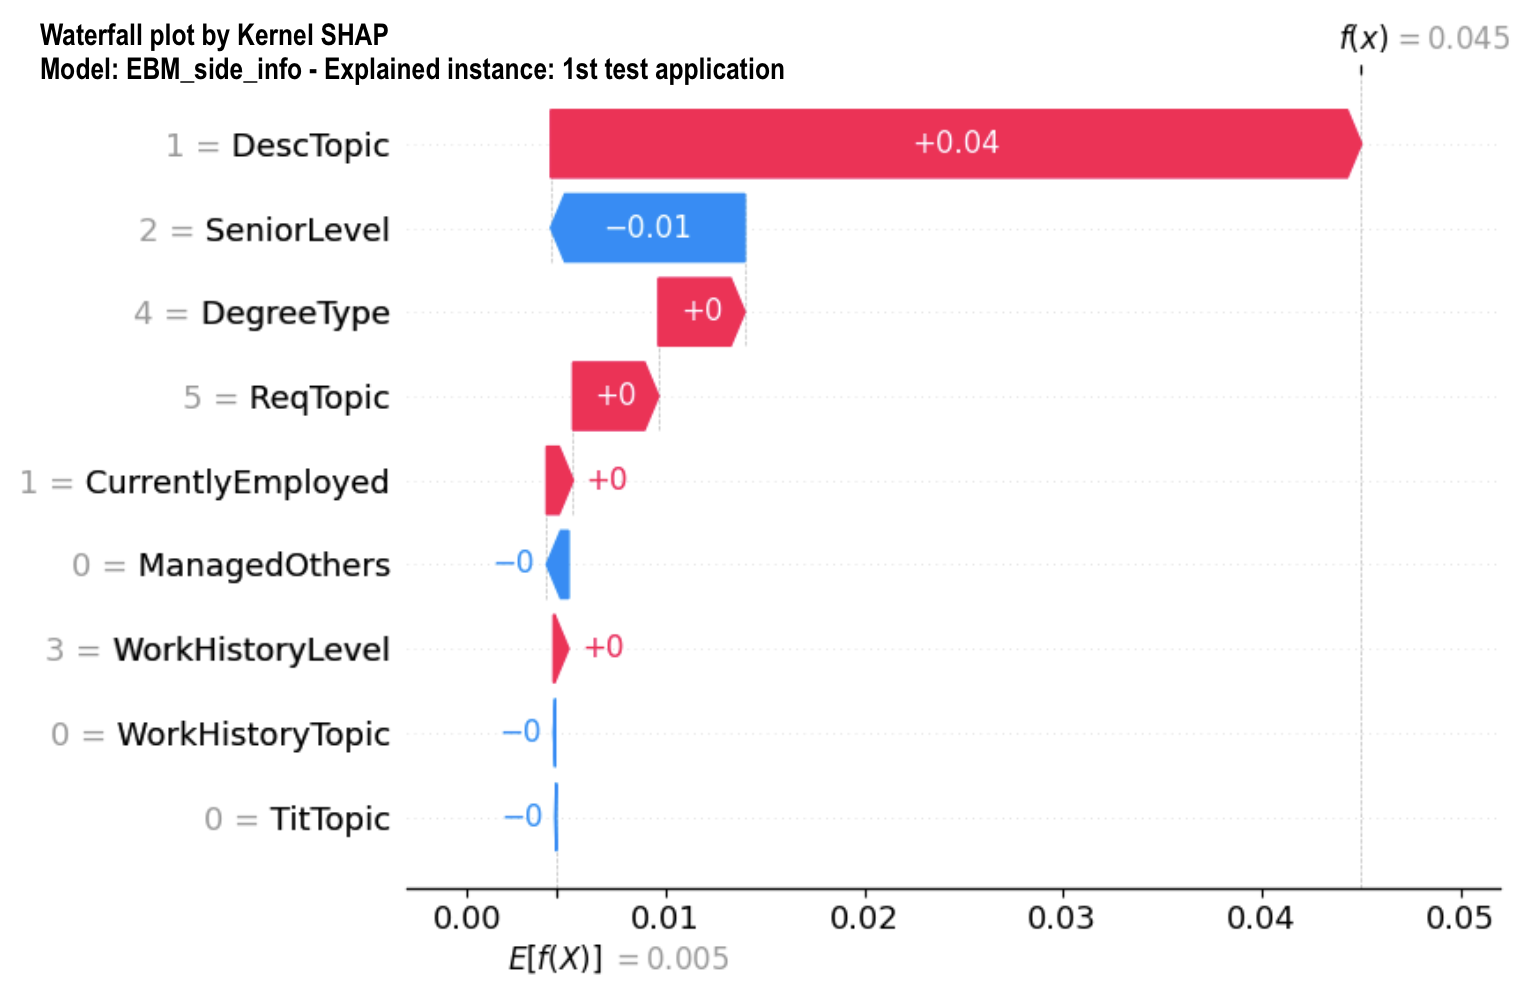 Waterfall plot by Kernel SHAP
Model: EBM_side_info - Explained instance: 1st test application
f(x) = 0.045
1 = DescTopic +0.04
2 = SeniorLevel −0.01
4 = DegreeType +0
5 = ReqTopic +0
1 = CurrentlyEmployed +0
0 = ManagedOthers −0
3 = WorkHistoryLevel +0
0 = WorkHistoryTopic −0
0 = TitTopic −0
0.00 0.01 0.02 0.03 0.04 0.05
E[f(X)] = 0.005